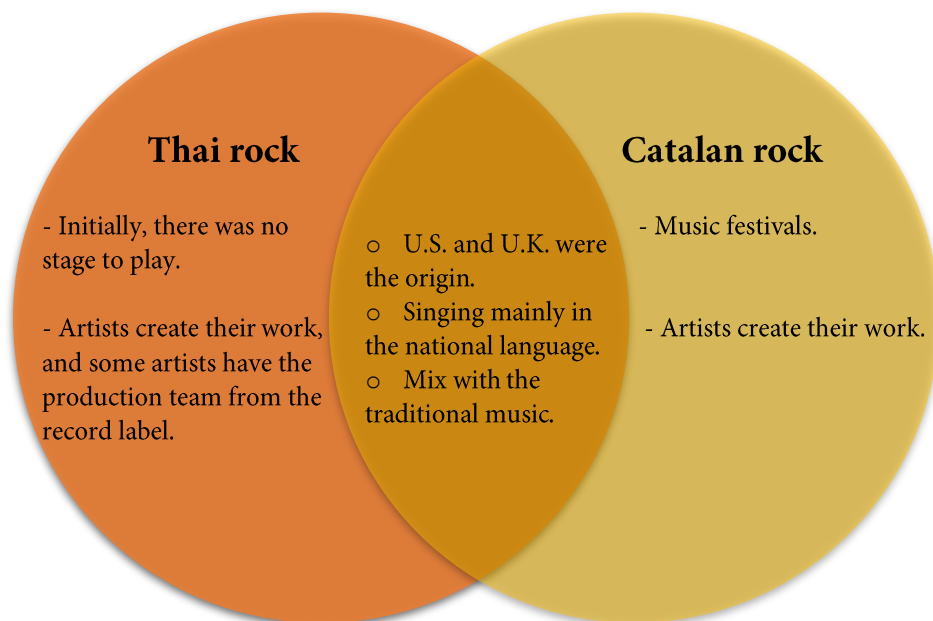 Thai rock
- Initially, there was no
stage to play.
- Artists create their work,
and some artists have the
production team from the
record label.
○ U.S. and U.K. were
the origin.
○ Singing mainly in
the national language.
○ Mix with the
traditional music.
Catalan rock
- Music festivals.
- Artists create their work.